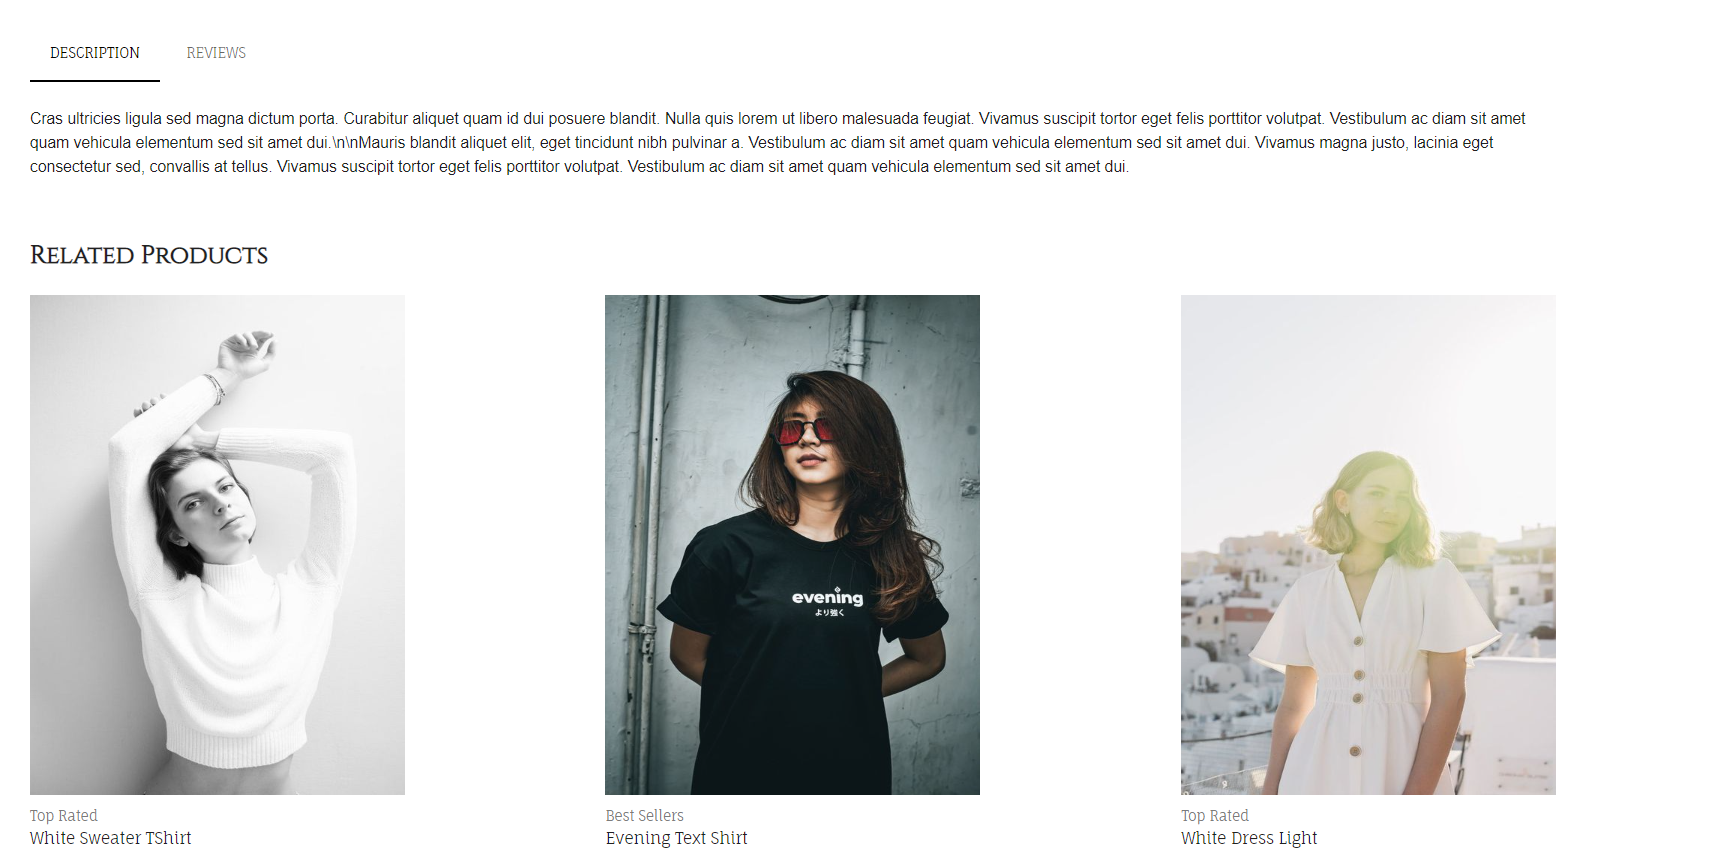 DESCRIPTION REVIEWS
Cras ultricies ligula sed magna dictum porta. Curabitur aliquet quam id dui posuere blandit. Nulla quis lorem ut libero malesuada feugiat. Vivamus suscipit tortor eget felis porttitor volutpat. Vestibulum ac diam sit amet
quam vehicula elementum sed sit amet dui.\n\nMauris blandit aliquet elit, eget tincidunt nibh pulvinar a. Vestibulum ac diam sit amet quam vehicula elementum sed sit amet dui. Vivamus magna justo, lacinia eget
consectetur sed, convallis at tellus. Vivamus suscipit tortor eget felis porttitor volutpat. Vestibulum ac diam sit amet quam vehicula elementum sed sit amet dui.
RELATED PRODUCTS
evening
より強く
Top Rated
White Sweater TShirt
Best Sellers
Evening Text Shirt
Top Rated
White Dress Light